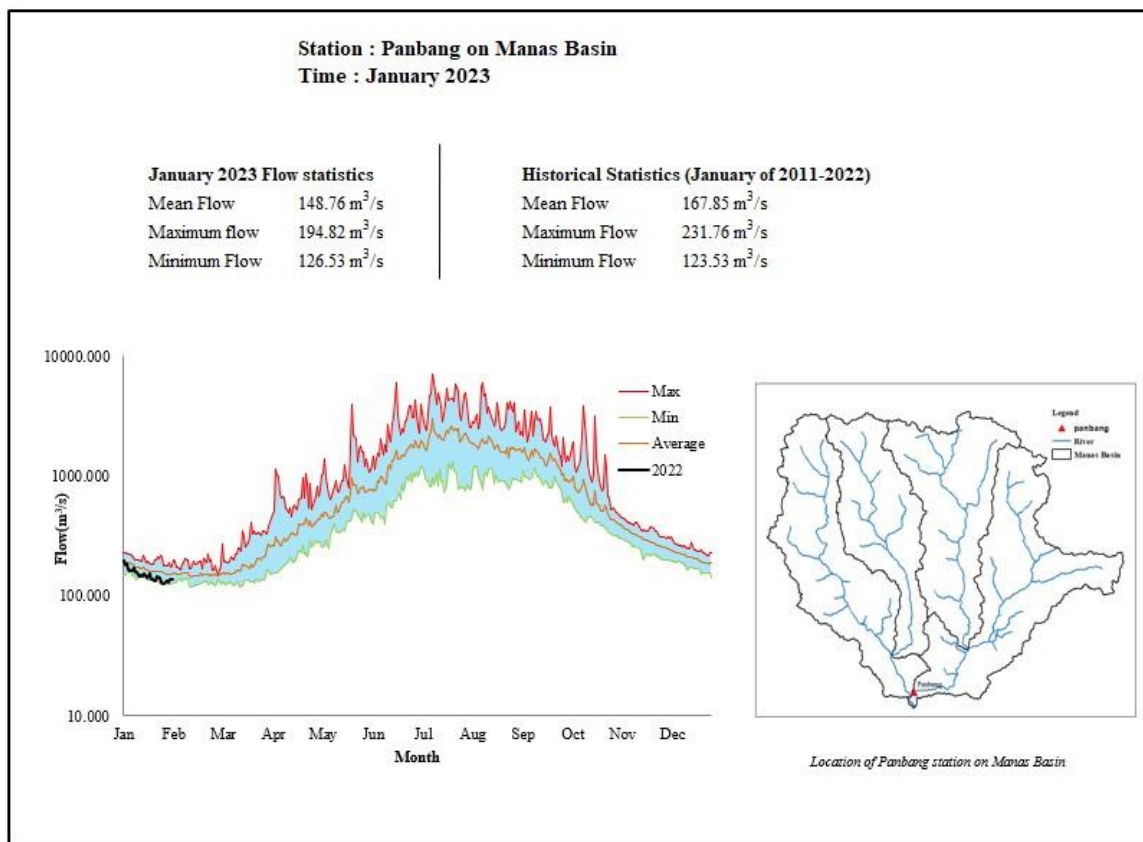 Station : Panbang on Manas Basin
Time : January 2023
January 2023 Flow statistics
Mean Flow 148.76 m³/s
Maximum flow 194.82 m³/s
Minimum Flow 126.53 m³/s
Historical Statistics (January of 2011-2022)
Mean Flow 167.85 m³/s
Maximum Flow 231.76 m³/s
Minimum Flow 123.53 m³/s
10000.000
1000.000
100.000
10.000
Flow(m³/s)
Jan Feb Mar Apr May Jun Jul Aug Sep Oct Nov Dec
Month
Max
Min
Average
2022
Legend
panbang
River
Manas Basin
Panbang
Location of Panbang station on Manas Basin